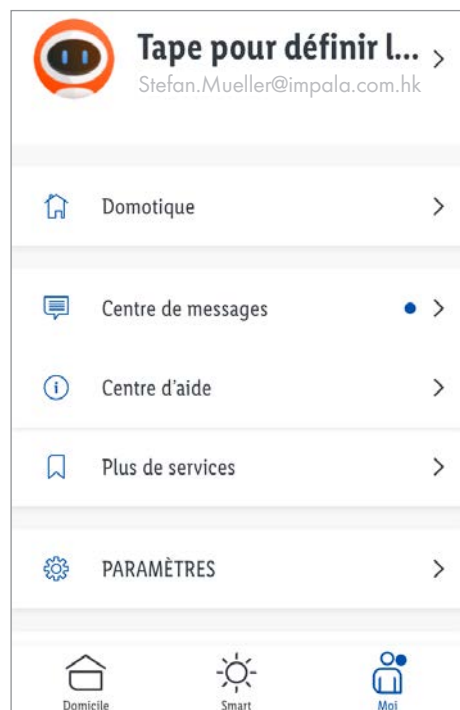 Tape pour définir l...
Stefan.Mueller@impala.com.hk
Domotique
Centre de messages
Centre d'aide
Plus de services
PARAMÈTRES
Domicile
Smart
Moi